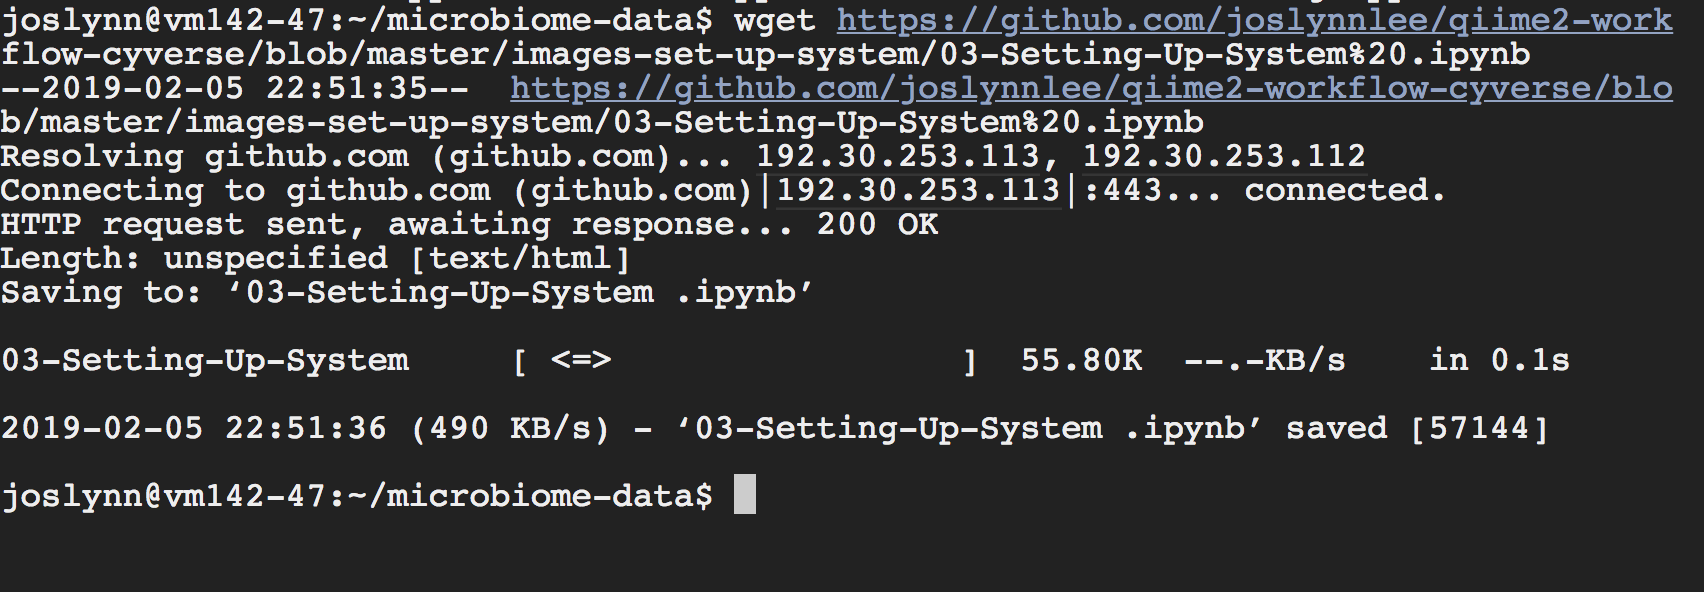 joslynn@vm142-47:~/microbiome-data$ wget https://github.com/joslynnlee/qiime2-work
flow-cyverse/blob/master/images-set-up-system/03-Setting-Up-System%20.ipynb
--2019-02-05 22:51:35--  https://github.com/joslynnlee/qiime2-workflow-cyverse/blo
b/master/images-set-up-system/03-Setting-Up-System%20.ipynb
Resolving github.com (github.com)... 192.30.253.113, 192.30.253.112
Connecting to github.com (github.com)|192.30.253.113|:443... connected.
HTTP request sent, awaiting response... 200 OK
Length: unspecified [text/html]
Saving to: ‘03-Setting-Up-System .ipynb’
03-Setting-Up-System     [ <=>                 ]  55.80K  --.-KB/s    in 0.1s
2019-02-05 22:51:36 (490 KB/s) - ‘03-Setting-Up-System .ipynb’ saved [57144]
joslynn@vm142-47:~/microbiome-data$